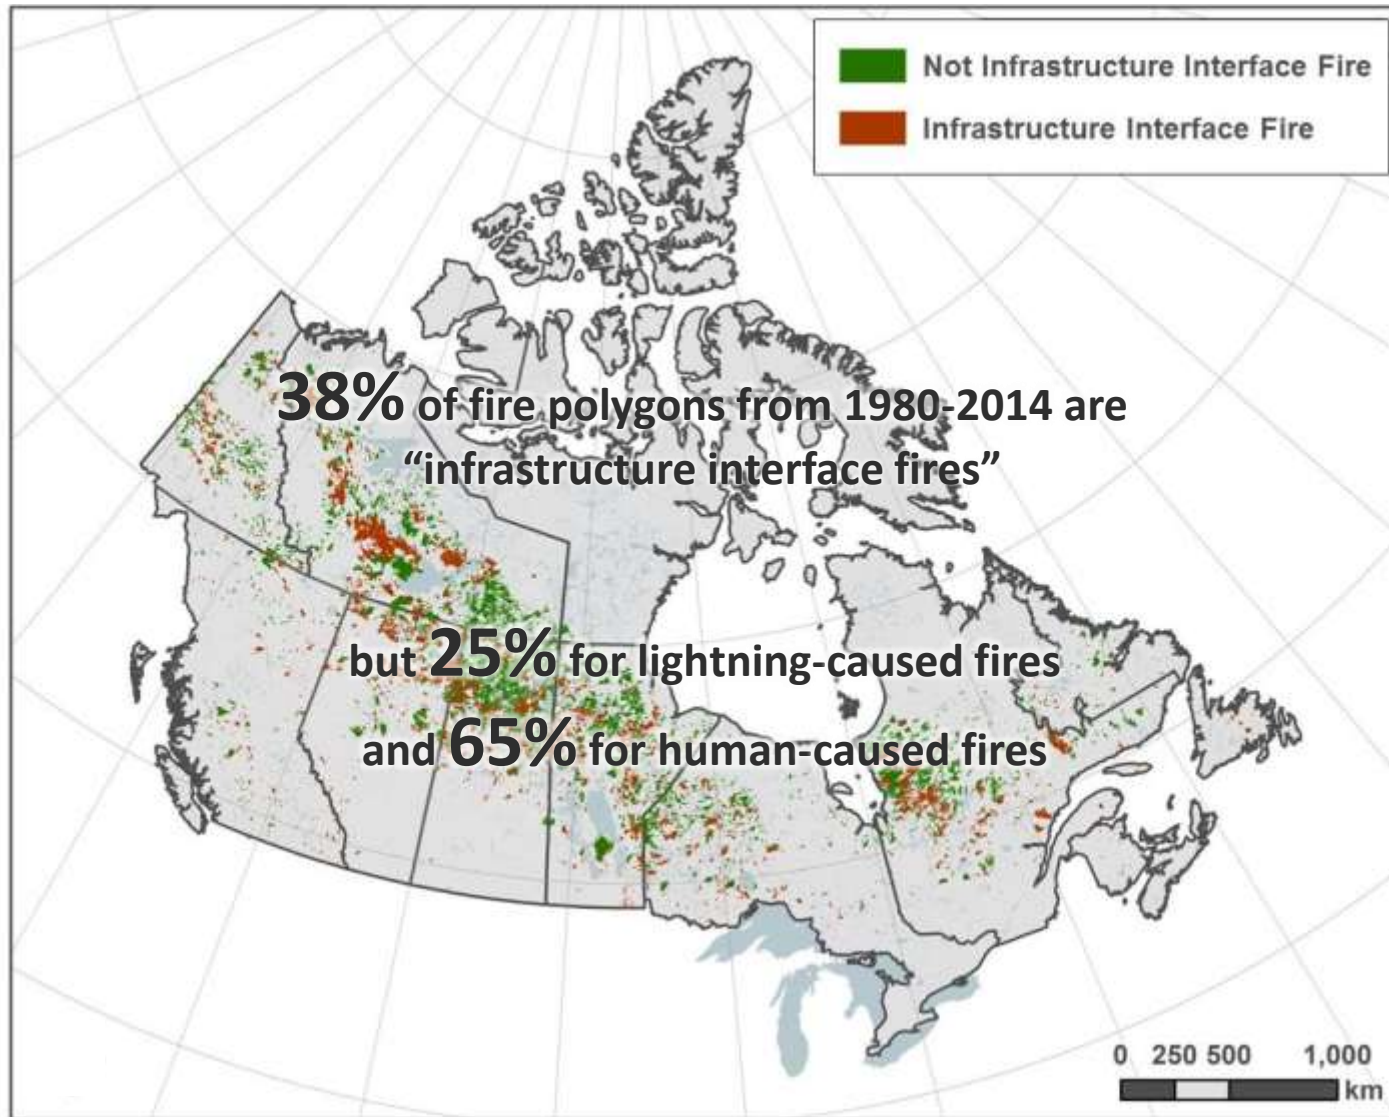 Not Infrastructure Interface Fire
Infrastructure Interface Fire
38% of fire polygons from 1980-2014 are
“infrastructure interface fires”
but 25% for lightning-caused fires
and 65% for human-caused fires
0 250 500 1,000
km